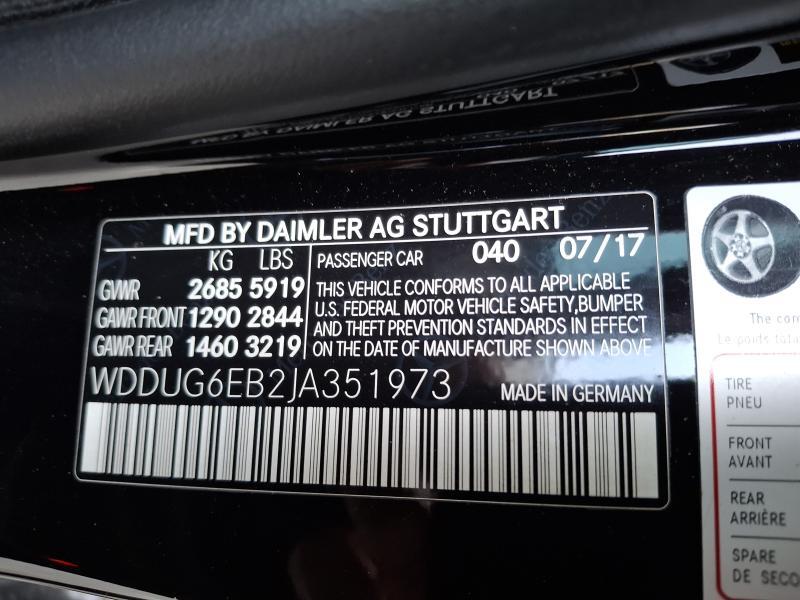 MFD BY DAIMLER AG STUTTGART
KG LBS
GVWR 2685 5919
GAWR FRONT 1290 2844
GAWR REAR 1460 3219
PASSENGER CAR 040 07/17
THIS VEHICLE CONFORMS TO ALL APPLICABLE
U.S. FEDERAL MOTOR VEHICLE SAFETY,BUMPER
AND THEFT PREVENTION STANDARDS IN EFFECT
ON THE DATE OF MANUFACTURE SHOWN ABOVE
WDDUG6EB2JA351973
MADE IN GERMANY
The
Le poids
TIRE
PNEU
FRONT
AVANT
REAR
ARRIÈRE
SPARE
DE